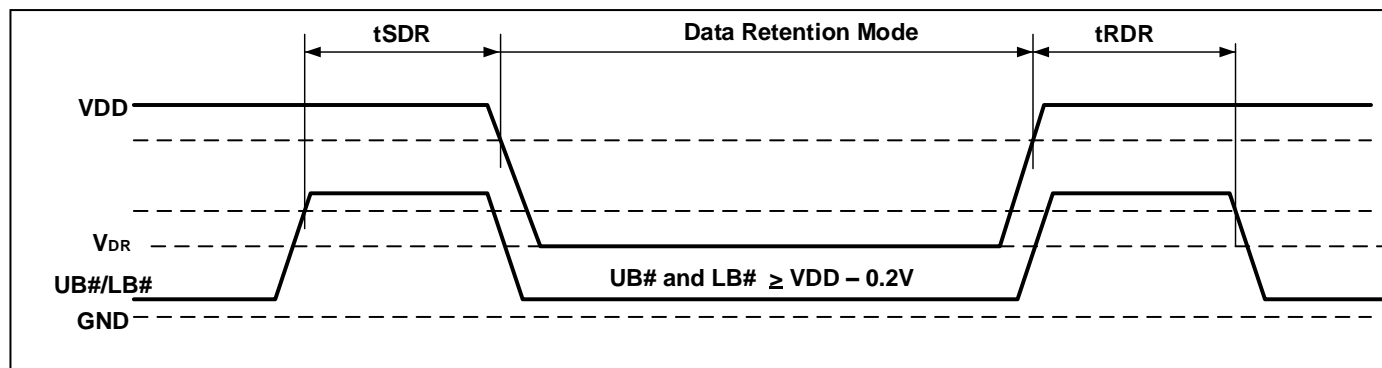 tSDR Data Retention Mode tRDR
VDD
VDR
UB#/LB# UB# and LB# ≥ VDD – 0.2V
GND